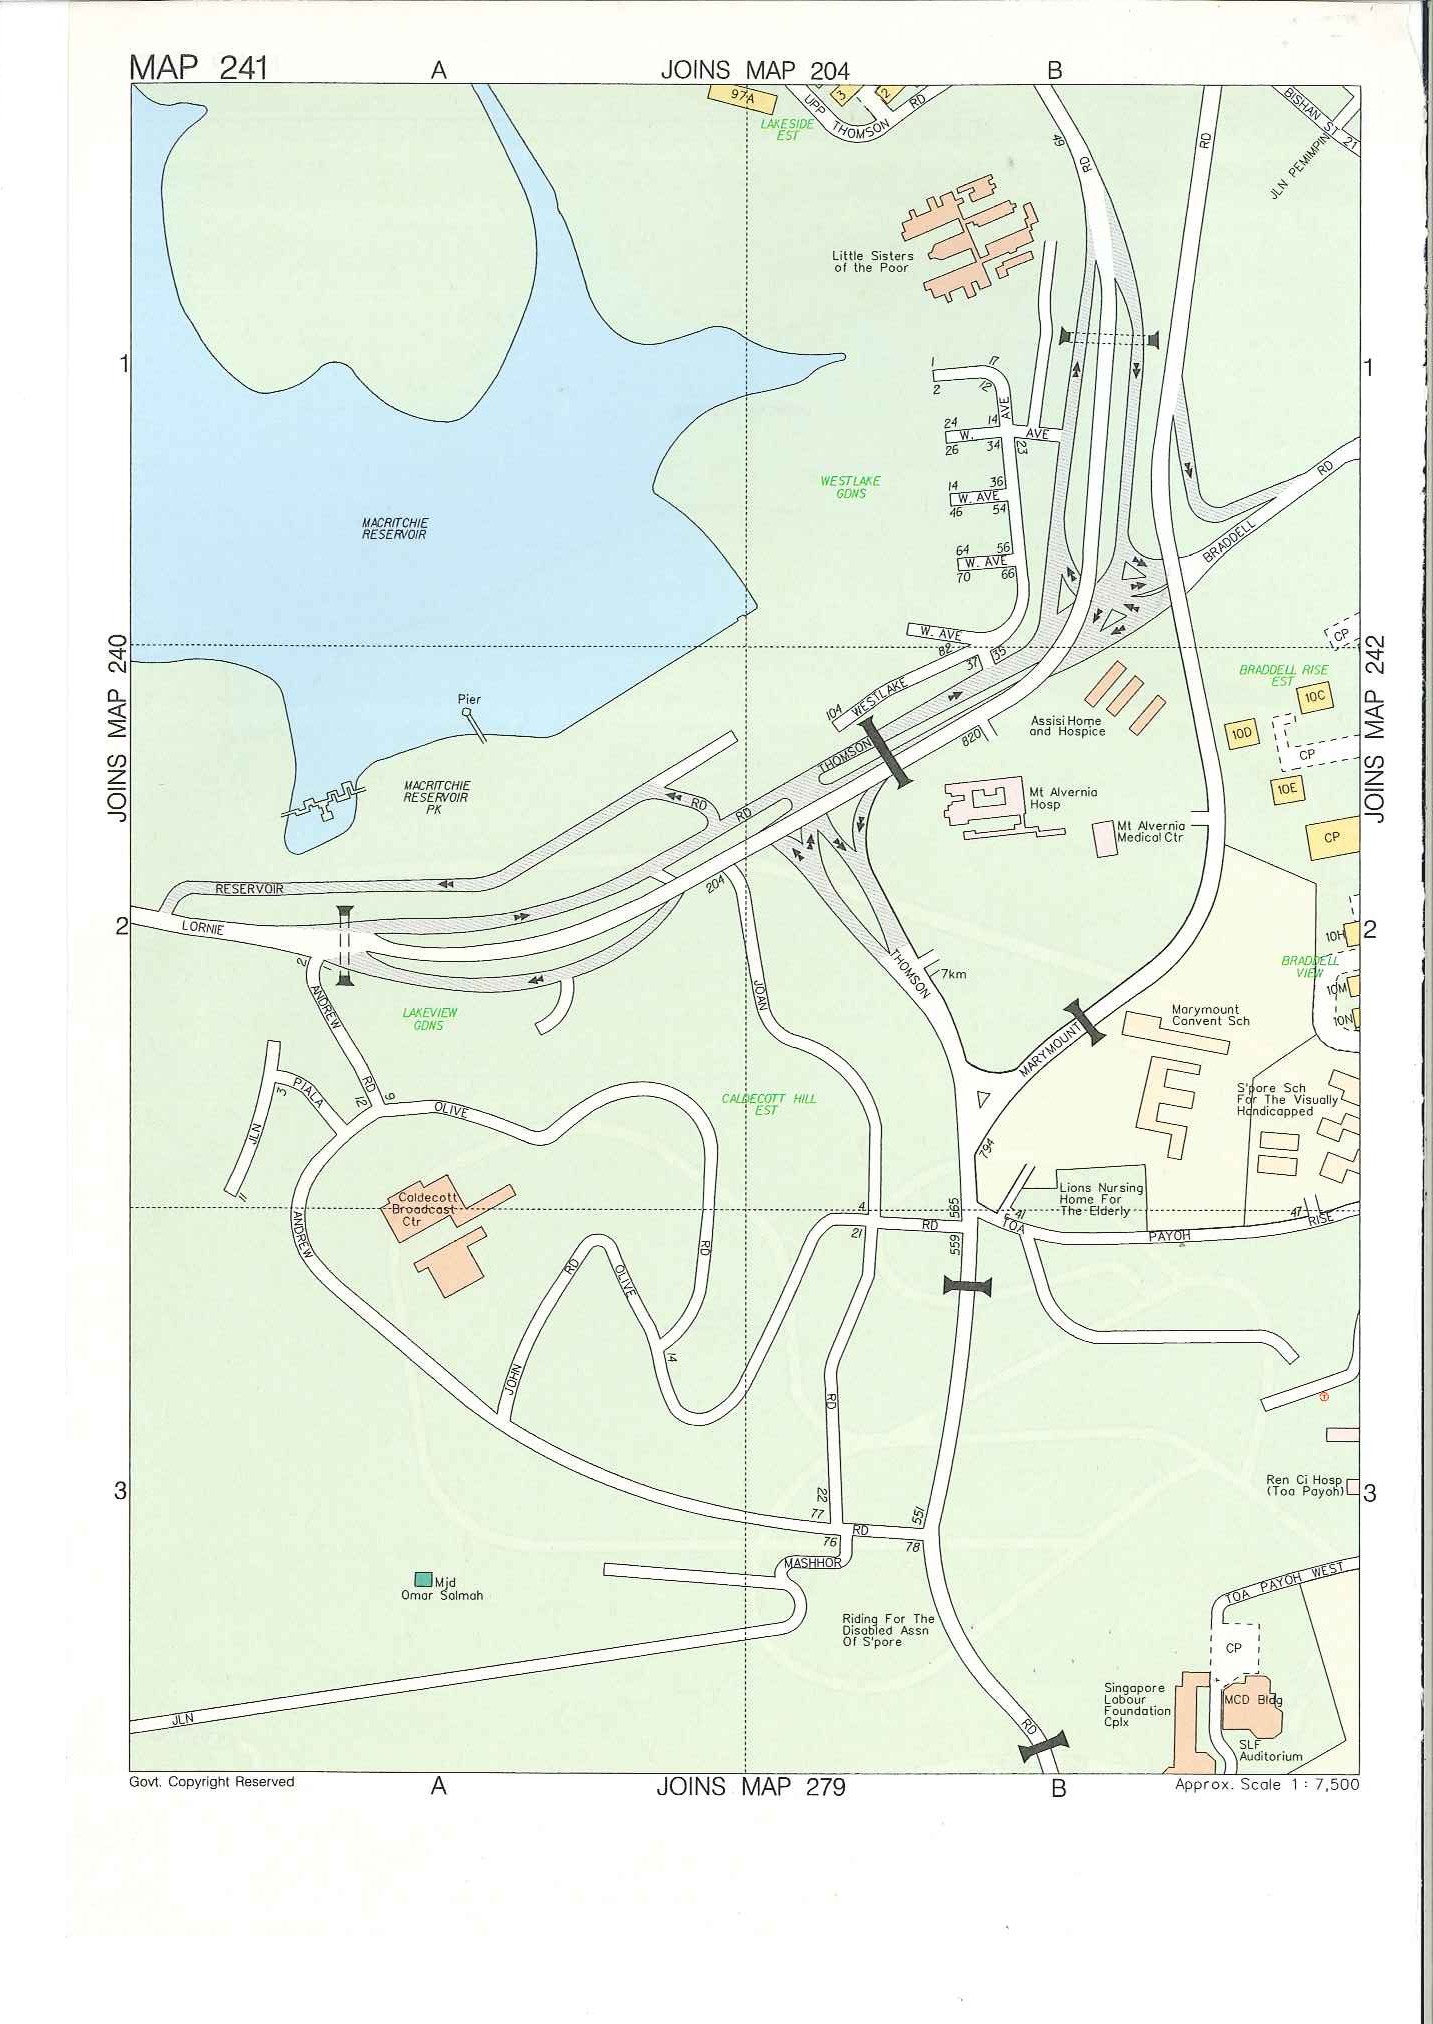 MAP 241
A
JOINS MAP 204
B
97A
3
2
UPP THOMSON RD
LAKESIDE
EST
49
RD
RD
BISHAN ST 21
JLN PEMIMPIN
Little Sisters
of the Poor
1
1
1
17
2
12
AVE
24
14
W. AVE
26
34
23
WESTLAKE
GDNS
14
36
W. AVE
46
54
64
56
W. AVE
70
66
RD
BRADDELL
MACRITCHIE
RESERVOIR
W. AVE
82
37
35
CP
JOINS MAP 240
JOINS MAP 242
BRADDELL RISE
EST
10C
10D
CP
10E
CP
Pier
104
WESTLAKE
THOMSON
820
Assisi Home
and Hospice
MACRITCHIE
RESERVOIR
PK
RD
RD
Mt Alvernia
Hosp
Mt Alvernia
Medical Ctr
RESERVOIR
204
2
LORNIE
2
10H
BRADDELL
VIEW
10M
10N
2
ANDREW
LAKEVIEW
GDNS
JOAN
THOMSON
7km
MARYMOUNT
Marymount
Convent Sch
S'pore Sch
For The Visually
Handicapped
3
PIALA
RD
12
9
OLIVE
CALDECOTT HILL
EST
JLN
11
794
Caldecott
Broadcast
Ctr
Lions Nursing
Home For
The Elderly
ANDREW
4
21
RD
565
559
41
TOA
PAYOH
47
RISE
RD
OLIVE
RD
14
JOHN
RD
3
3
22
77
76
RD
551
78
Ren Ci Hosp
(Toa Payoh)
MASHHOR
Mjd
Omar Salmah
Riding For The
Disabled Assn
Of S'pore
TOA PAYOH WEST
CP
Singapore
Labour
Foundation
Cplx
MCD Bldg
SLF
Auditorium
JLN
RD
Govt. Copyright Reserved
A
JOINS MAP 279
B
Approx. Scale 1 : 7,500